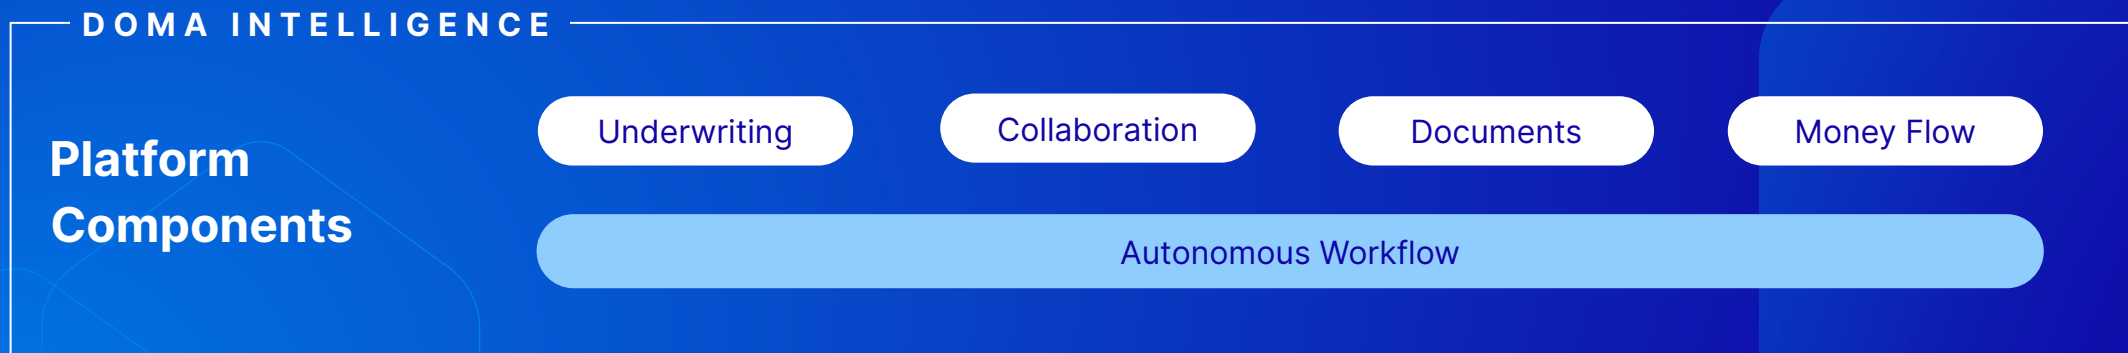 DOMA INTELLIGENCE
Platform
Components
Underwriting
Collaboration
Documents
Money Flow
Autonomous Workflow